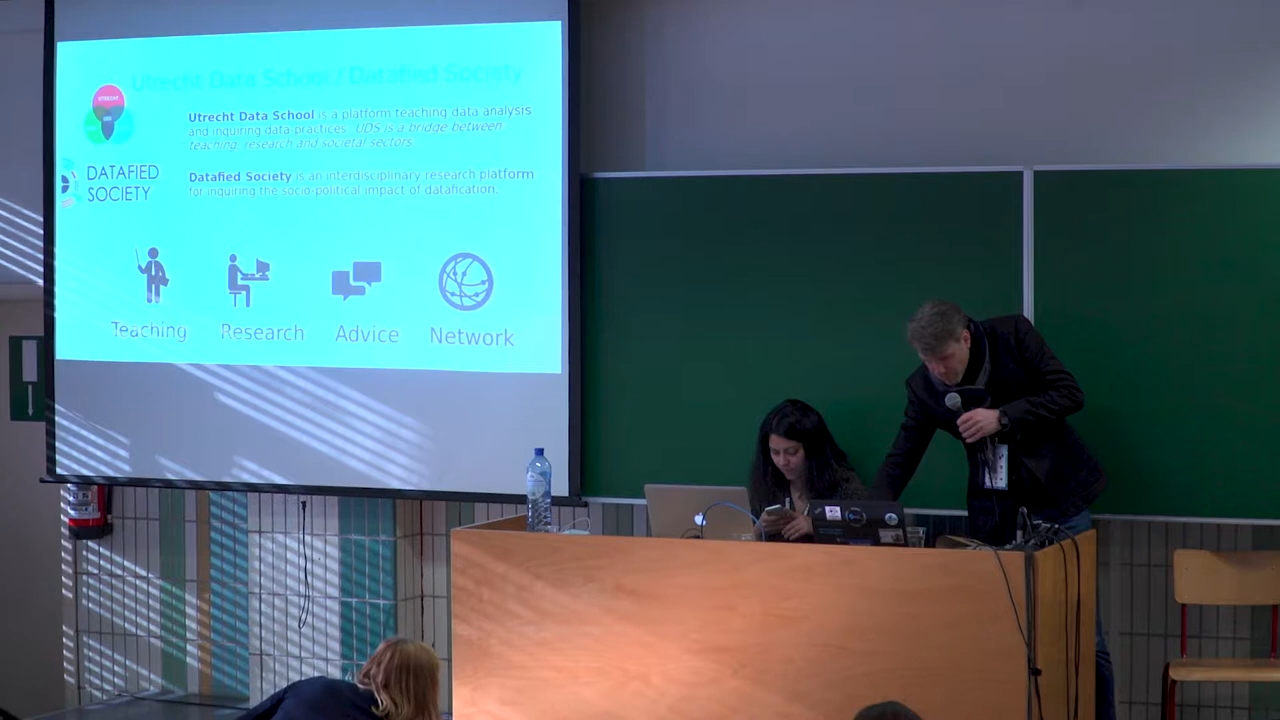 Utrecht Data School / Datafied Society
UTRECHT
UDS
Utrecht Data School is a platform teaching data analysis
and inquiring data-practices. UDS is a bridge between
teaching, research and societal sectors.
DATAFIED
SOCIETY
Datafied Society is an interdisciplinary research platform
for inquiring the socio-political impact of datafication.
Teaching
Research
Advice
Network